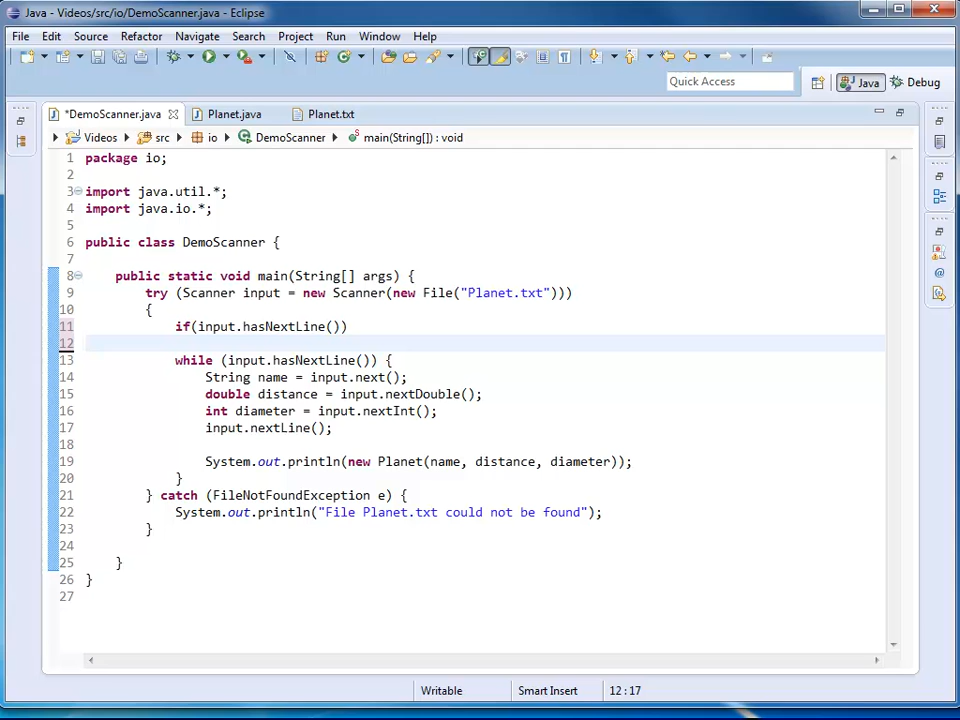 Java - Videos/src/io/DemoScanner.java - Eclipse
File Edit Source Refactor Navigate Search Project Run Window Help
Quick Access Java Debug
*DemoScanner.java Planet.java Planet.txt
Videos src io DemoScanner main(String[]) : void
1 package io;
2
3 import java.util.*;
4 import java.io.*;
5
6 public class DemoScanner {
7
8 public static void main(String[] args) {
9 try (Scanner input = new Scanner(new File("Planet.txt")))
10 {
11 if(input.hasNextLine())
12
13 while (input.hasNextLine()) {
14 String name = input.next();
15 double distance = input.nextDouble();
16 int diameter = input.nextInt();
17 input.nextLine();
18
19 System.out.println(new Planet(name, distance, diameter));
20 }
21 } catch (FileNotFoundException e) {
22 System.out.println("File Planet.txt could not be found");
23 }
24
25 }
26 }
27
Writable Smart Insert 12 : 17